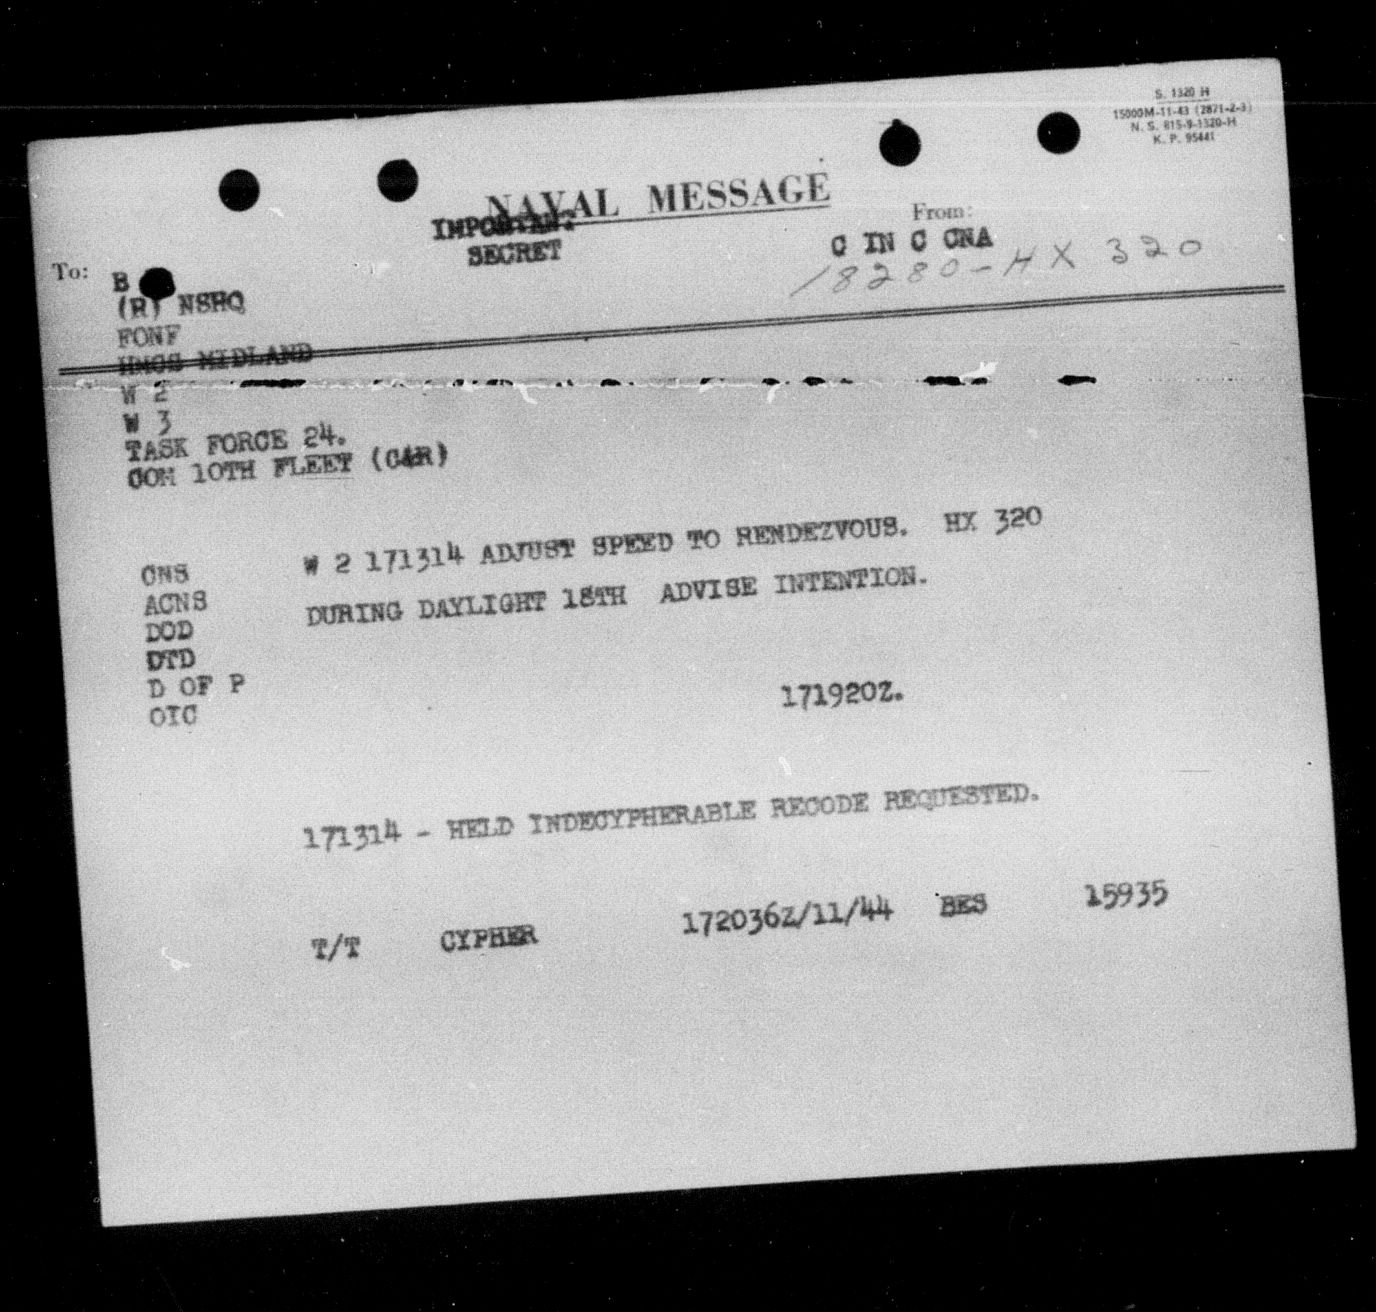 S. 1320 H
15000M-11-43 (2871-2-3)
N. S. 815-9-1320-H
K. P. 95441
NAVAL MESSAGE
IMPORTANT
SECRET
From:
C IN C CNA
18280-HX 320
To:
B
(R) NSHQ
FONF
HMCS MIDLAND
W 2
W 3
TASK FORCE 24.
COM 10TH FLEET (C&R)
CNS
ACNS
DOD
DTD
D OF P
OIC
W 2 171314 ADJUST SPEED TO RENDEZVOUS. HX 320
DURING DAYLIGHT 18TH ADVISE INTENTION.
171920Z.
171314 - HELD INDECYPHERABLE RECODE REQUESTED.
T/T CYPHER 172036Z/11/44 BES 15935